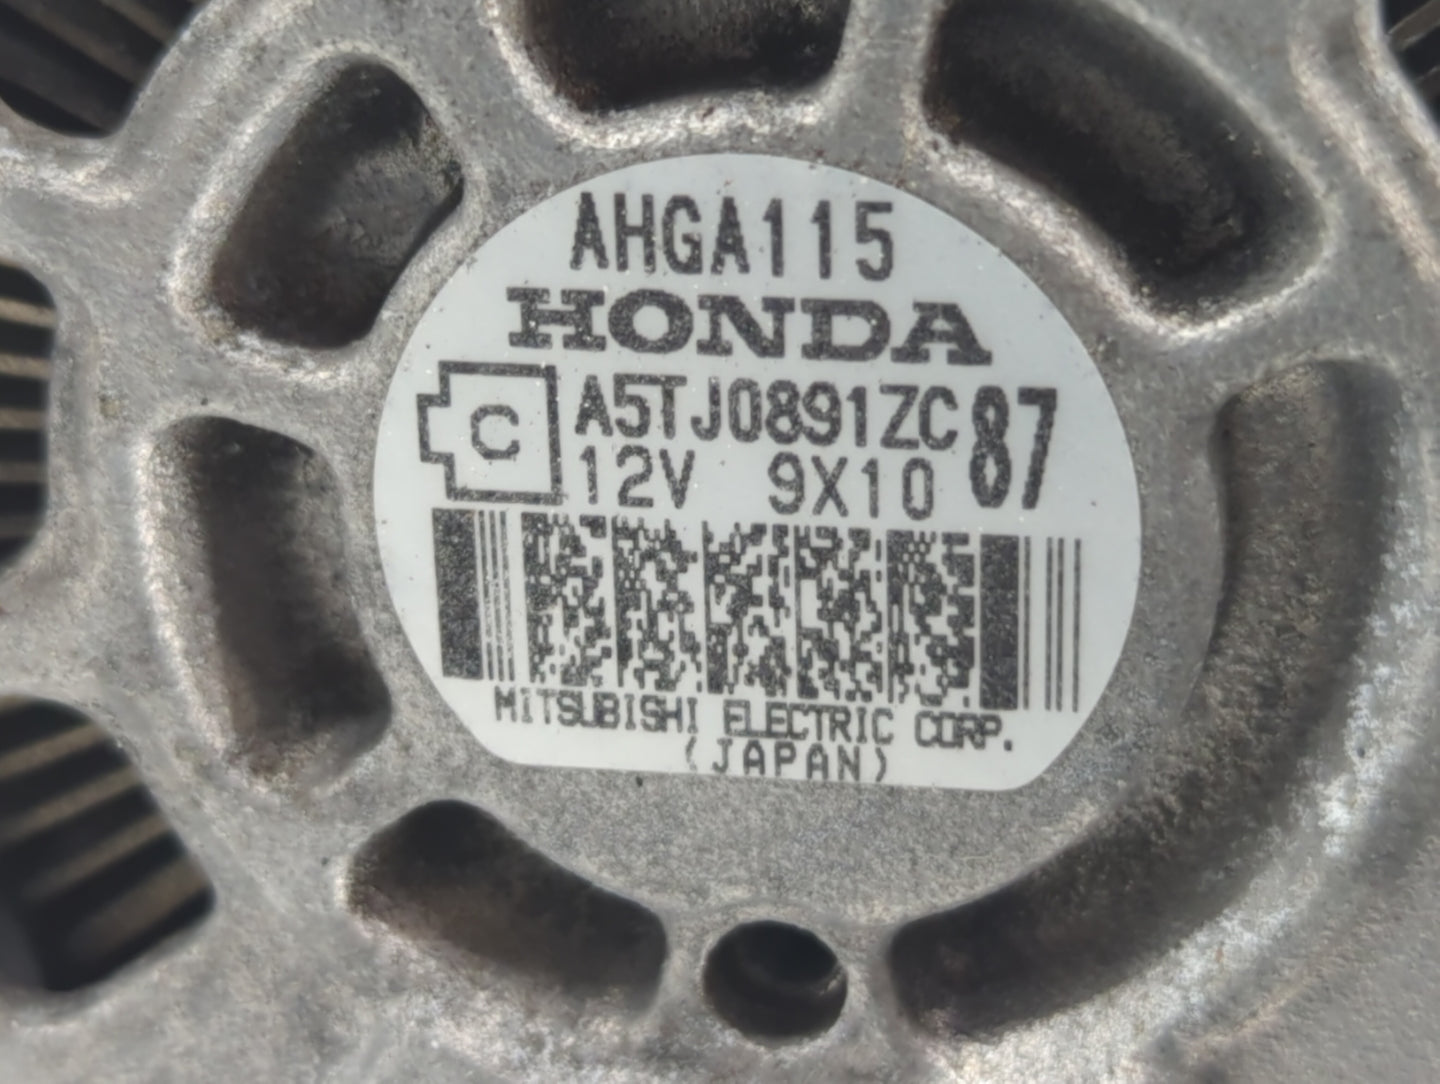 AHGA115
HONDA
C A5TJ0891ZC 87
12V 9X10
MITSUBISHI ELECTRIC CORP.
(JAPAN)